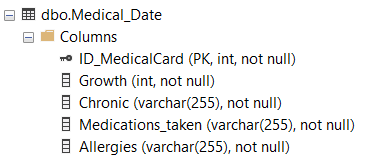 dbo.Medical_Date
Columns
ID_MedicalCard (PK, int, not null)
Growth (int, not null)
Chronic (varchar(255), not null)
Medications_taken (varchar(255), not null)
Allergies (varchar(255), not null)